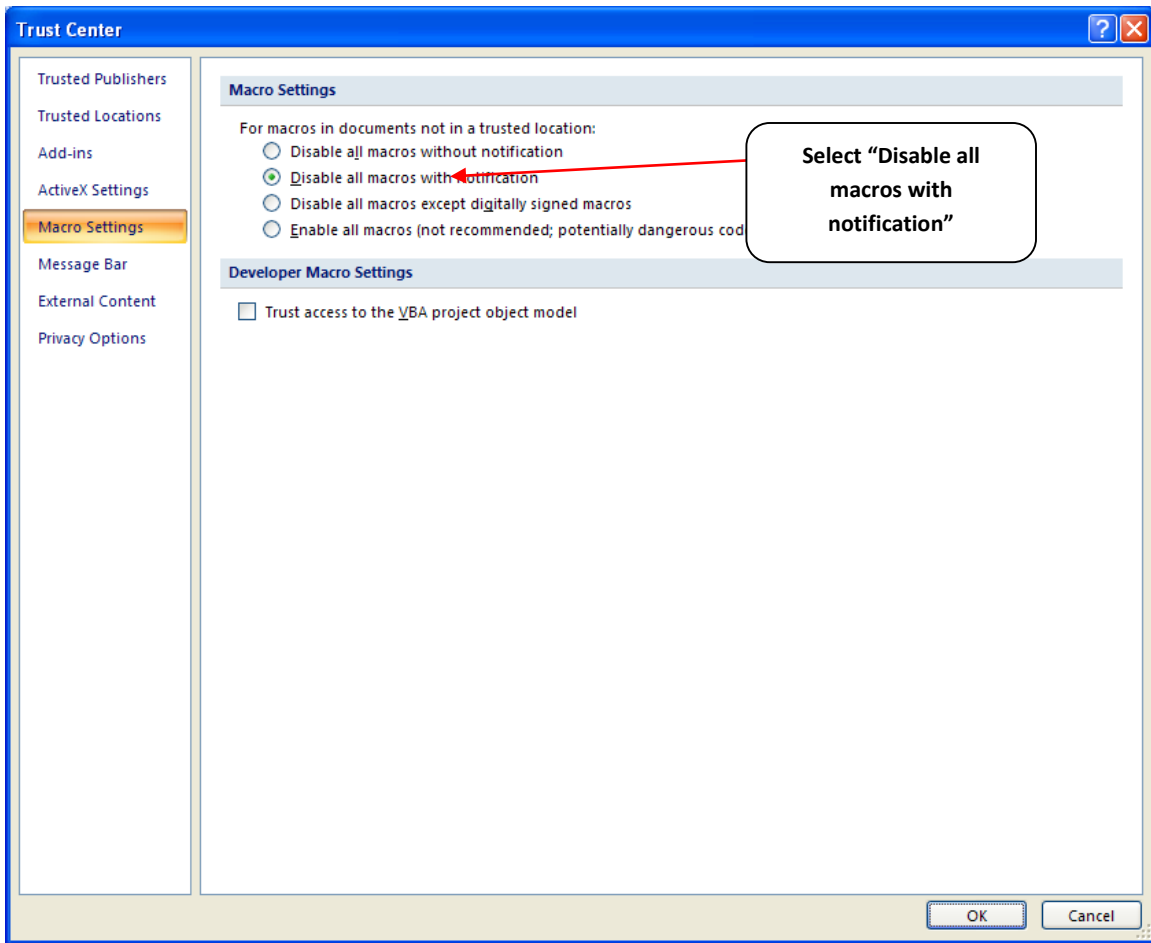 Trust Center
Trusted Publishers
Trusted Locations
Add-ins
ActiveX Settings
Macro Settings
Message Bar
External Content
Privacy Options
Macro Settings
For macros in documents not in a trusted location:
Disable all macros without notification
Disable all macros with notification
Disable all macros except digitally signed macros
Enable all macros (not recommended; potentially dangerous cod
Select “Disable all
macros with
notification”
Developer Macro Settings
Trust access to the VBA project object model
OK
Cancel